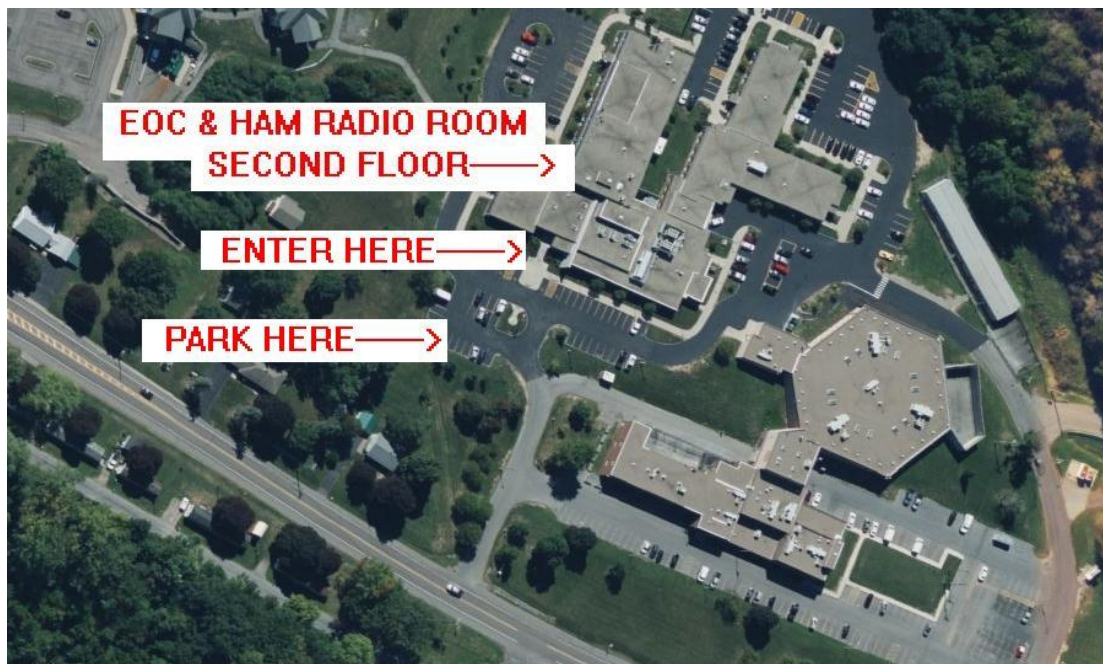 EOC & HAM RADIO ROOM
SECOND FLOOR
ENTER HERE
PARK HERE